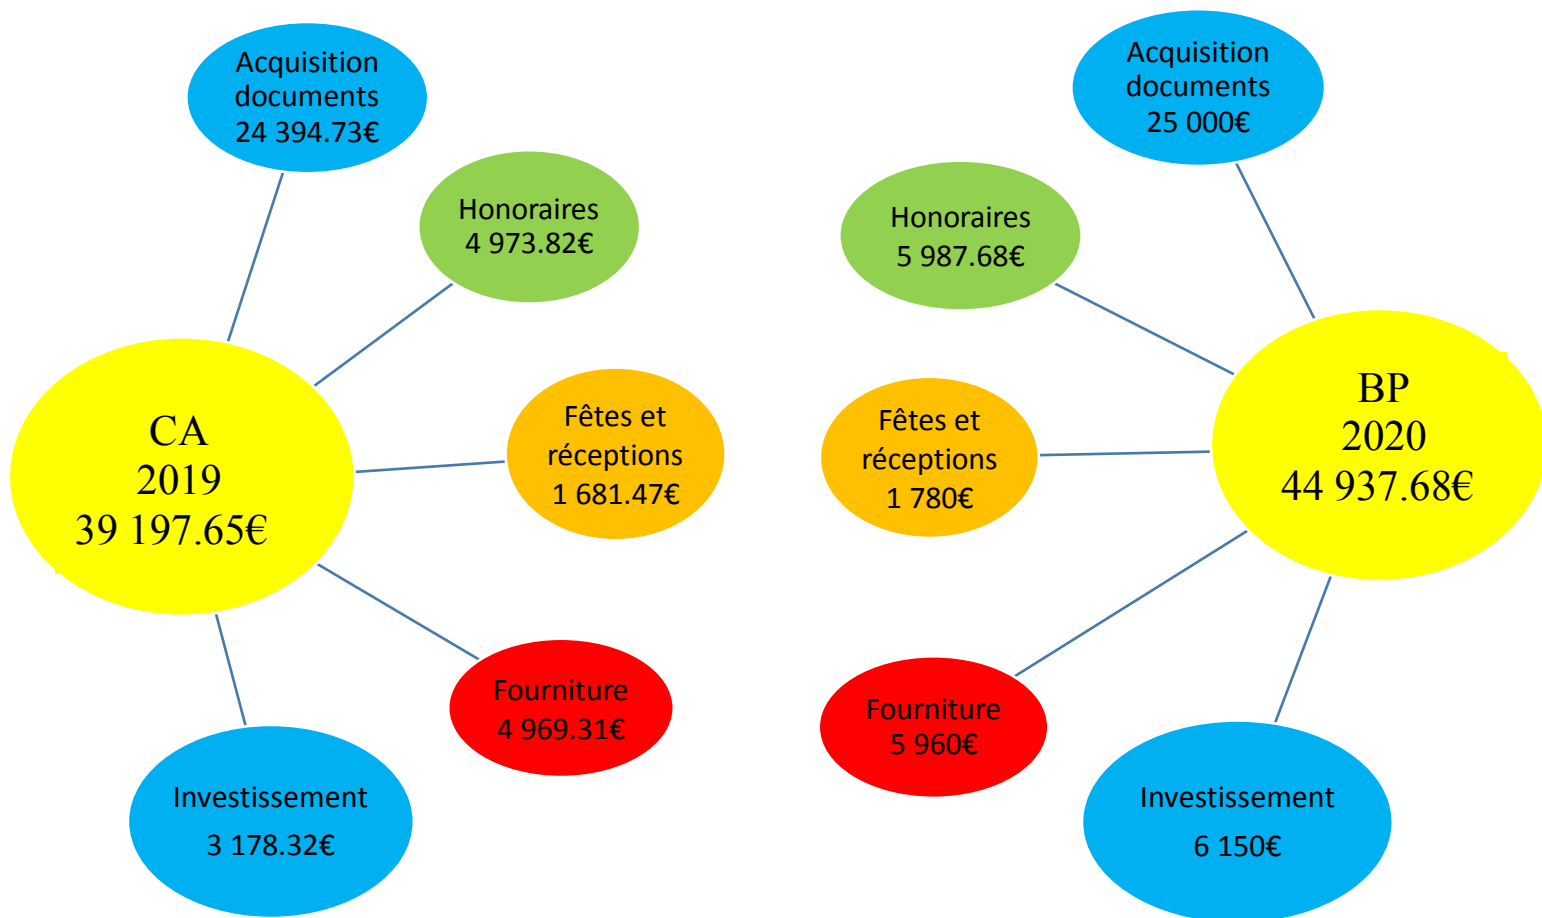 Acquisition
documents
24 394.73€
Honoraires
4 973.82€
CA
2019
39 197.65€
Fêtes et
réceptions
1 681.47€
Fourniture
4 969.31€
Investissement
3 178.32€
Acquisition
documents
25 000€
Honoraires
5 987.68€
Fêtes et
réceptions
1 780€
BP
2020
44 937.68€
Fourniture
5 960€
Investissement
6 150€